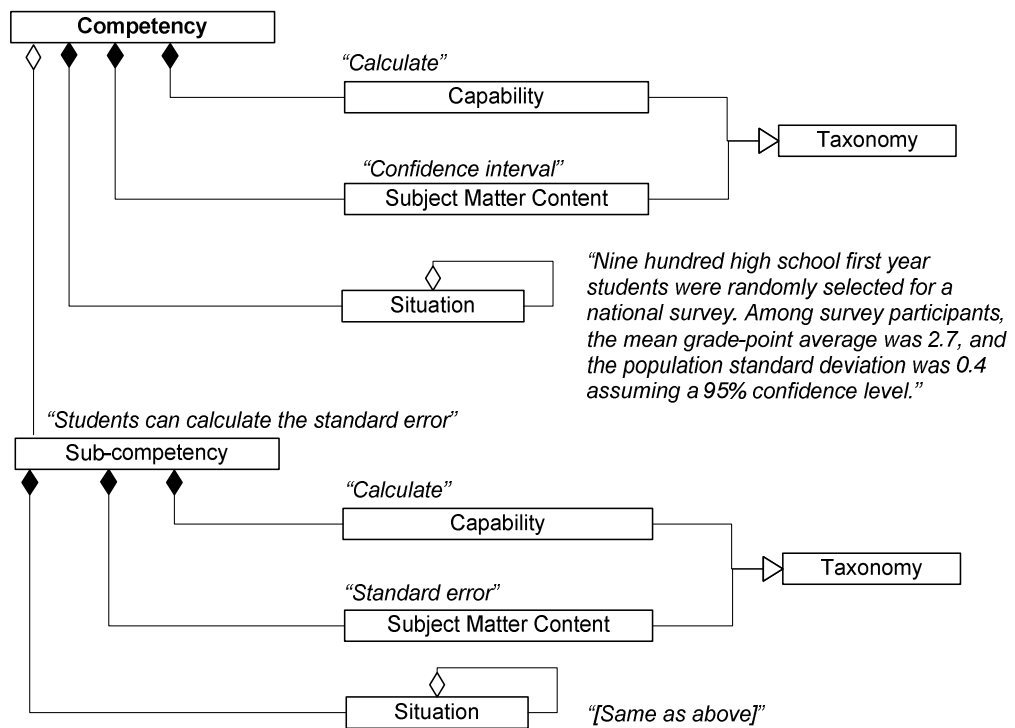 Competency
“Calculate”
Capability
Taxonomy
“Confidence interval”
Subject Matter Content
Situation
“Nine hundred high school first year
students were randomly selected for a
national survey. Among survey participants,
the mean grade-point average was 2.7, and
the population standard deviation was 0.4
assuming a 95% confidence level.”
“Students can calculate the standard error”
Sub-competency
“Calculate”
Capability
Taxonomy
“Standard error”
Subject Matter Content
Situation
“[Same as above]”